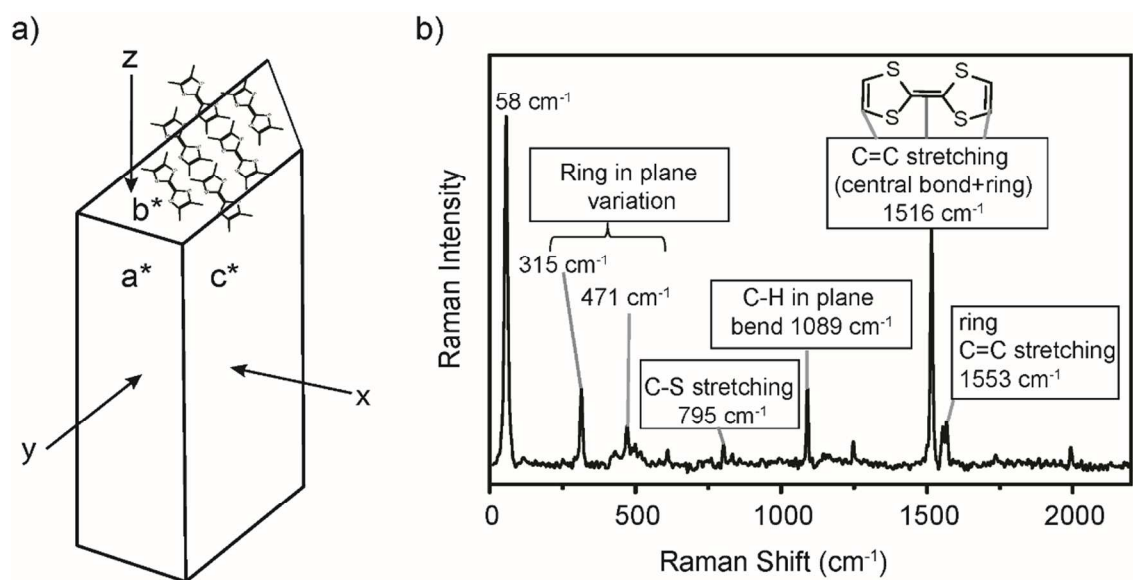 a)
z
b*
a*
c*
x
y
b)
58 cm⁻¹
Ring in plane
variation
315 cm⁻¹
471 cm⁻¹
C-S stretching
795 cm⁻¹
C-H in plane
bend 1089 cm⁻¹
S
S
S
S
C=C stretching
(central bond+ring)
1516 cm⁻¹
ring
C=C stretching
1553 cm⁻¹
Raman Intensity
0
500
1000
1500
2000
Raman Shift (cm⁻¹)